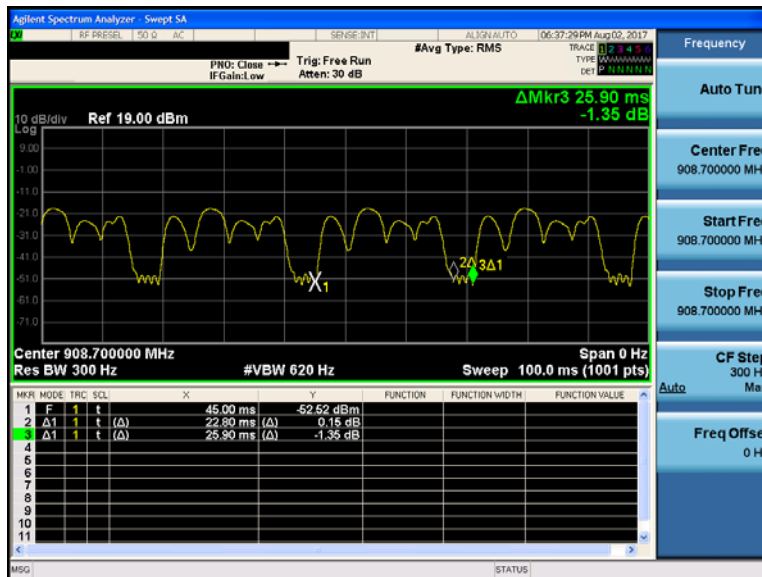 Agilent Spectrum Analyzer - Swept SA
RF PRESEL 50 Ω AC SENSE:INT ALIGN AUTO 06:37:29 PM Aug 02, 2017
#Avg Type: RMS
TRACE 1 2 3 4 5 6
TYPE
DET P N N N N N
PNO: Close Trig: Free Run
IFGain:Low Atten: 30 dB
ΔMkr3 25.90 ms
-1.35 dB
10 dB/div Ref 19.00 dBm
Log
9.00
-1.00
-11.0
-21.0
-31.0
-41.0
-51.0
-61.0
-71.0
1
2Δ 3Δ1
Center 908.700000 MHz Span 0 Hz
Res BW 300 Hz #VBW 620 Hz Sweep 100.0 ms (1001 pts)
MKR MODE TRC SCL X Y FUNCTION FUNCTION WIDTH FUNCTION VALUE
1 F 1 t 45.00 ms -52.52 dBm
2 Δ1 1 t (Δ) 22.80 ms (Δ) 0.15 dB
3 Δ1 1 t (Δ) 25.90 ms (Δ) -1.35 dB
4
5
6
7
8
9
10
11
MSG STATUS
Frequency
Auto Tun
Center Fre
908.700000 MH
Start Fre
908.700000 MH
Stop Fre
908.700000 MH
CF Ste
300 H
Auto Ma
Freq Offse
0 H